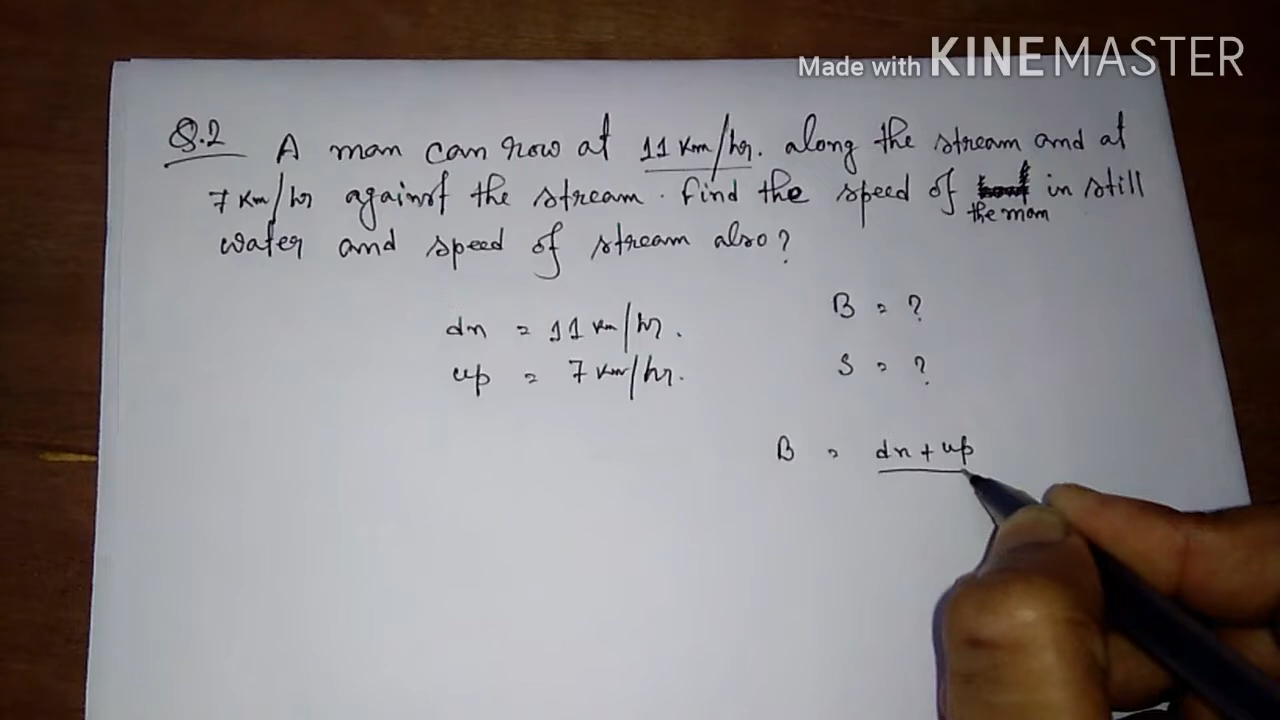 Made with KINEMASTER
Q.2 A man can row at 11 km/hr. along the stream and at
7 km/hr against the stream. Find the speed of in still
the man
water and speed of stream also?
dn = 11 km/hr.
up = 7 km/hr.
B = ?
S = ?
B = dn + up